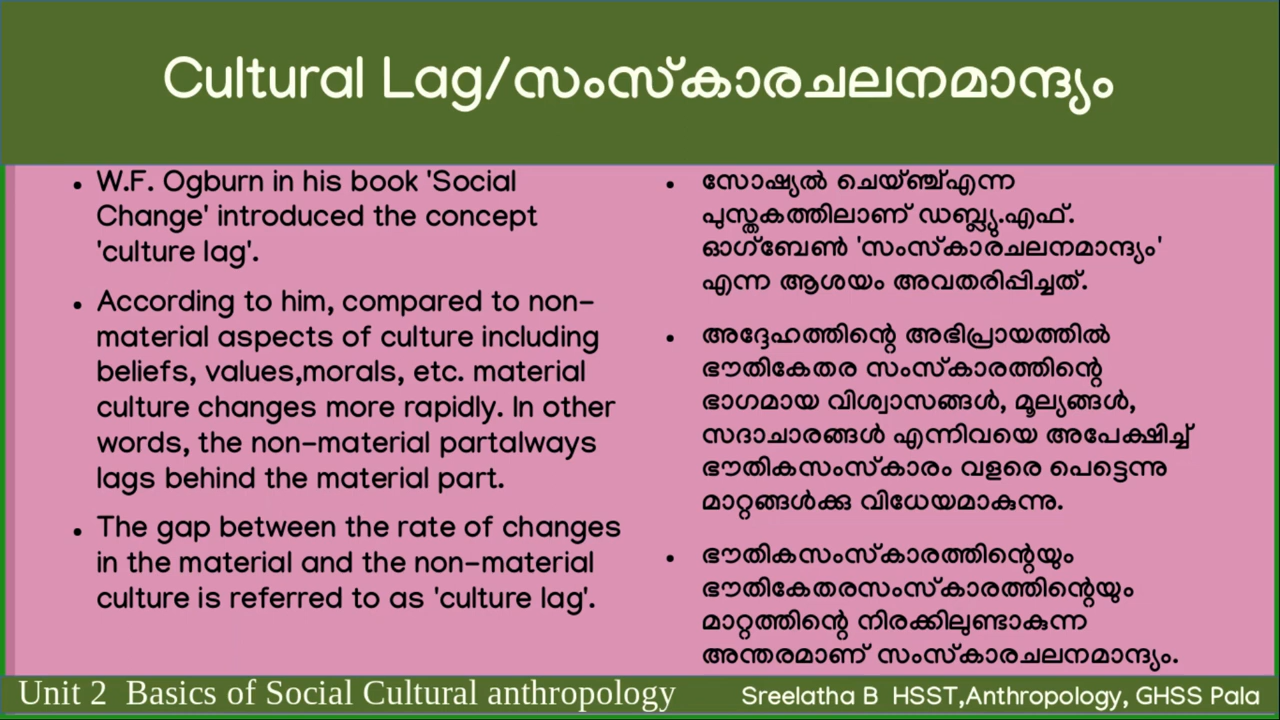 Cultural Lag/സംസ്കാരചലനമാന്ദ്യം
• W.F. Ogburn in his book 'Social
Change' introduced the concept
'culture lag'.
• According to him, compared to non-
material aspects of culture including
beliefs, values,morals, etc. material
culture changes more rapidly. In other
words, the non-material partalways
lags behind the material part.
• The gap between the rate of changes
in the material and the non-material
culture is referred to as 'culture lag'.
• സോഷ്യൽ ചെയ്ഞ്ച്എന്ന
പുസ്തകത്തിലാണ് ഡബ്ല്യു.എഫ്.
ഓഗ്ബേൺ 'സംസ്കാരചലനമാന്ദ്യം'
എന്ന ആശയം അവതരിപ്പിച്ചത്.
• അദ്ദേഹത്തിന്റെ അഭിപ്രായത്തിൽ
ഭൗതികേതര സംസ്കാരത്തിന്റെ
ഭാഗമായ വിശ്വാസങ്ങൾ, മൂല്യങ്ങൾ,
സദാചാരങ്ങൾ എന്നിവയെ അപേക്ഷിച്ച്
ഭൗതികസംസ്കാരം വളരെ പെട്ടെന്നു
മാറ്റങ്ങൾക്കു വിധേയമാകുന്നു.
• ഭൗതികസംസ്കാരത്തിന്റെയും
ഭൗതികേതരസംസ്കാരത്തിന്റെയും
മാറ്റത്തിന്റെ നിരക്കിലുണ്ടാകുന്ന
അന്തരമാണ് സംസ്കാരചലനമാന്ദ്യം.
Unit 2 Basics of Social Cultural anthropology
Sreelatha B HSST,Anthropology, GHSS Pala